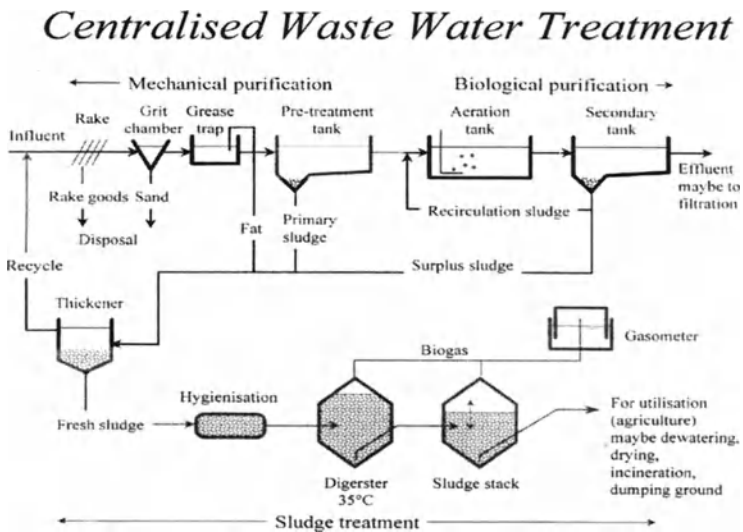 Centralised Waste Water Treatment
Mechanical purification
Biological purification
Influent
Rake
Grit
chamber
Grease
trap
Pre-treatment
tank
Aeration
tank
Secondary
tank
Effluent
maybe to
filtration
Rake goods
Sand
Disposal
Fat
Primary
sludge
Recirculation sludge
Surplus sludge
Recycle
Thickener
Gasometer
Biogas
Hygienisation
Fresh sludge
Digerster
35°C
Sludge stack
For utilisation
(agriculture)
maybe dewatering,
drying,
incineration,
dumping ground
Sludge treatment